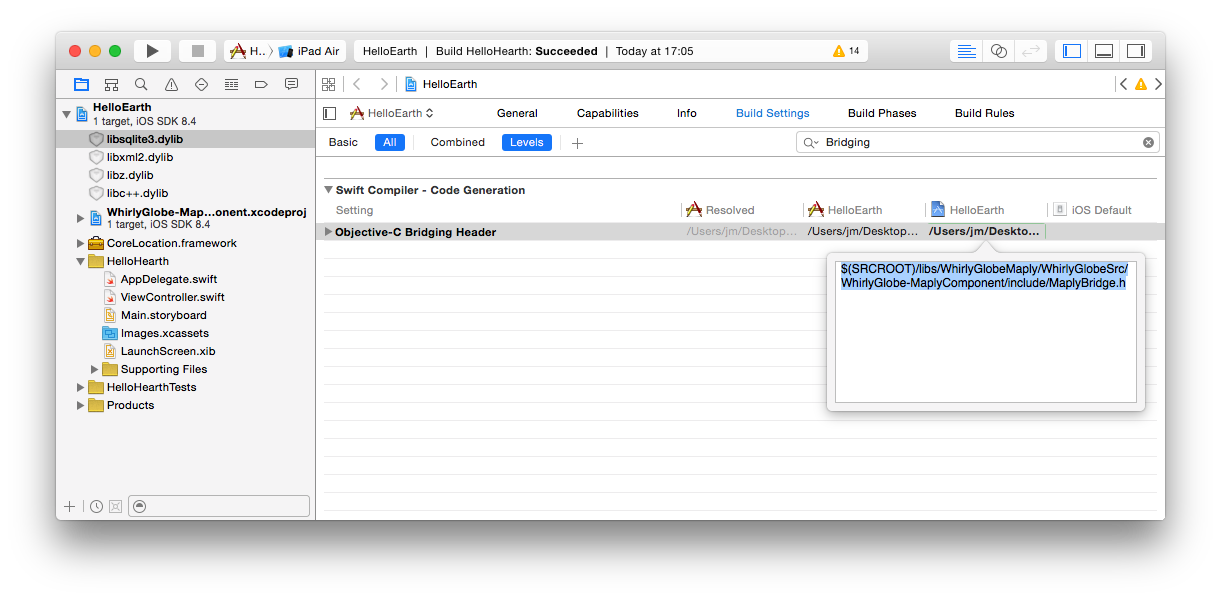 H.. iPad Air HelloEarth | Build HelloHearth: Succeeded | Today at 17:05 14
HelloEarth
HelloEarth
1 target, iOS SDK 8.4
libsqlite3.dylib
libxml2.dylib
libz.dylib
libc++.dylib
WhirlyGlobe-Map...onent.xcodeproj
1 target, iOS SDK 8.4
CoreLocation.framework
HelloHearth
AppDelegate.swift
ViewController.swift
Main.storyboard
Images.xcassets
LaunchScreen.xib
Supporting Files
HelloHearthTests
Products
HelloEarth General Capabilities Info Build Settings Build Phases Build Rules
Basic All Combined Levels + Bridging
Swift Compiler - Code Generation
Setting Resolved HelloEarth HelloEarth iOS Default
Objective-C Bridging Header /Users/jm/Desktop... /Users/jm/Desktop... /Users/jm/Deskto...
$(SRCROOT)/libs/WhirlyGlobeMaply/WhirlyGlobeSrc/
WhirlyGlobe-MaplyComponent/include/MaplyBridge.h